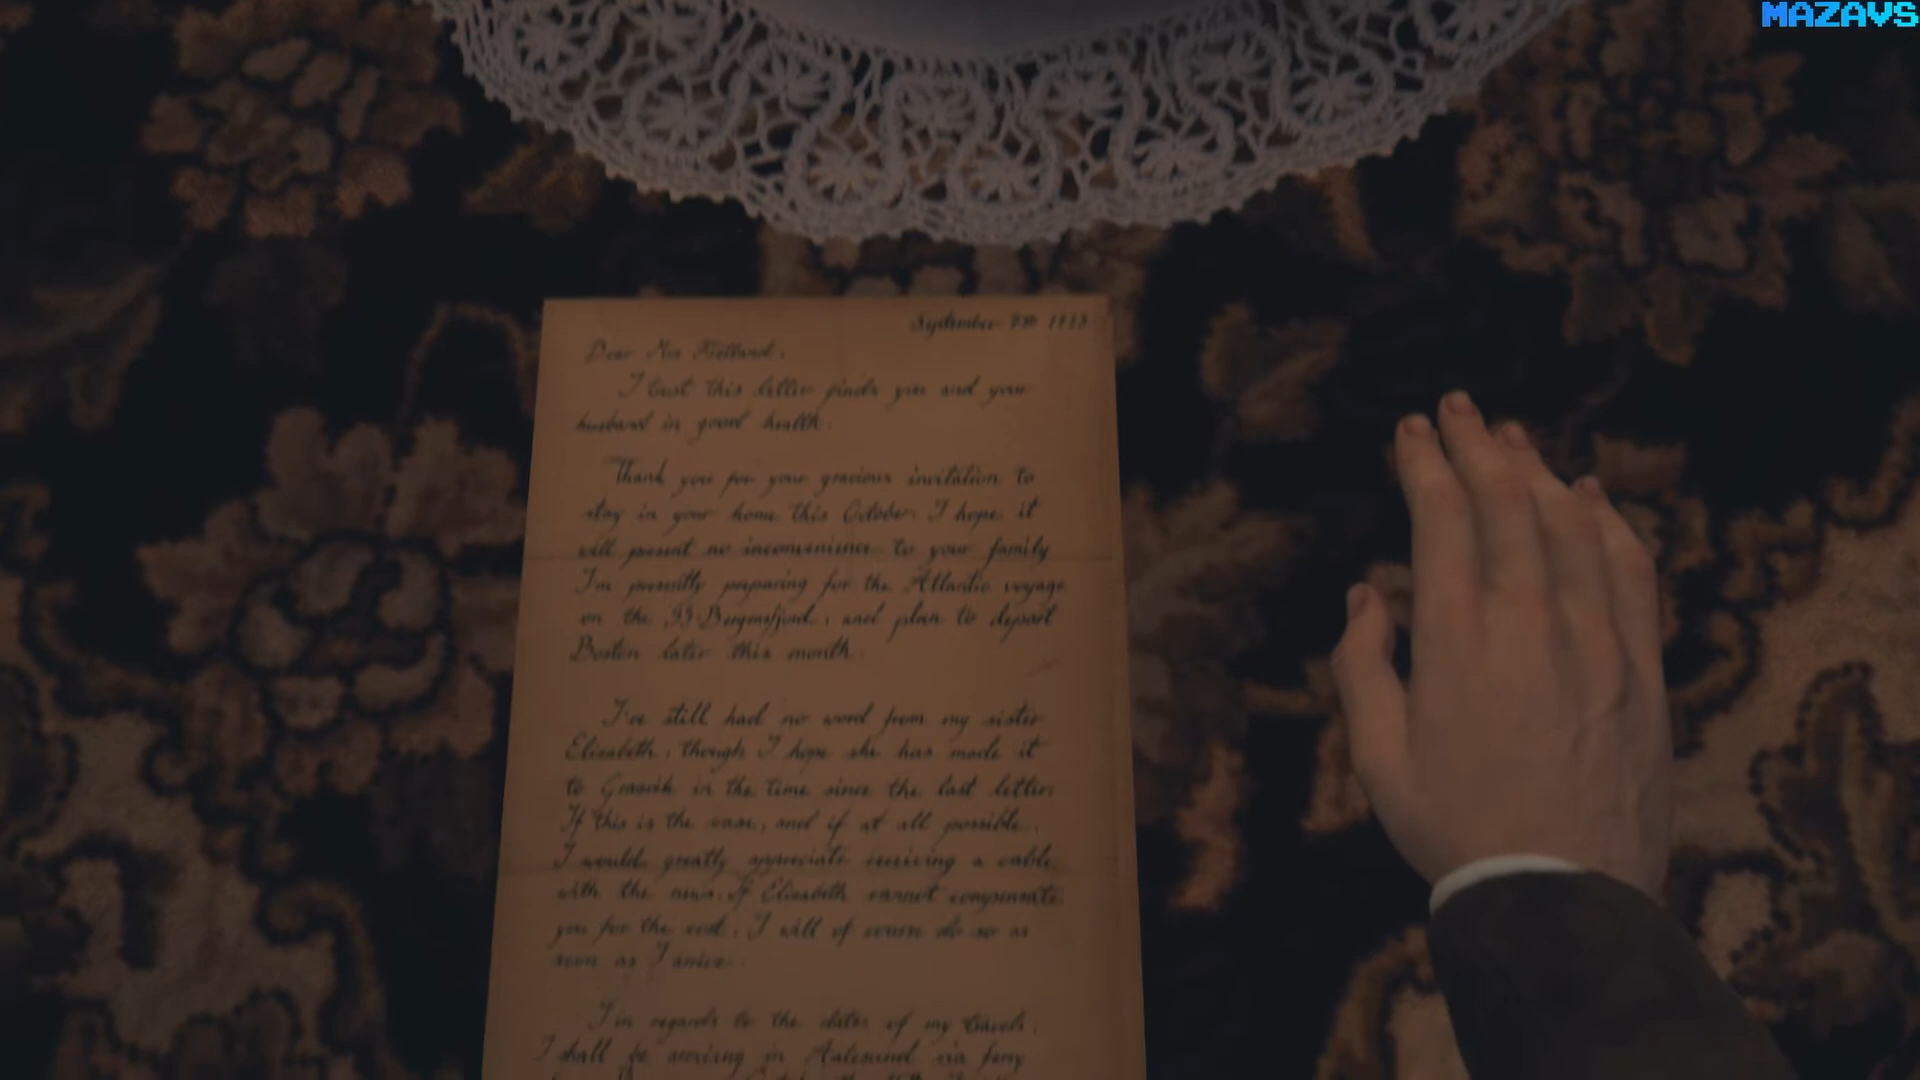 MAZAVS
September 7th 1923
Dear Mrs
I trust this letter finds you and your
husband in good health.
Thank you for your gracious invitation to
stay in your home this October. I hope it
will present no inconvenience to your family
I'm presently preparing for the Atlantic voyage
on the SS Bergensfjord, and plan to depart
Boston later this month.
I've still had no word from my sister
Elizabeth, though I hope she has made it
to Grasvik in the time since the last letter.
If this is the case, and if at all possible,
I would greatly appreciate receiving a cable
with the news. If Elizabeth cannot compensate
you for the cost, I will of course do so as
soon as I arrive.
I'm regards to the dates of my travels,
I shall be arriving in Aalesund via ferry
October the